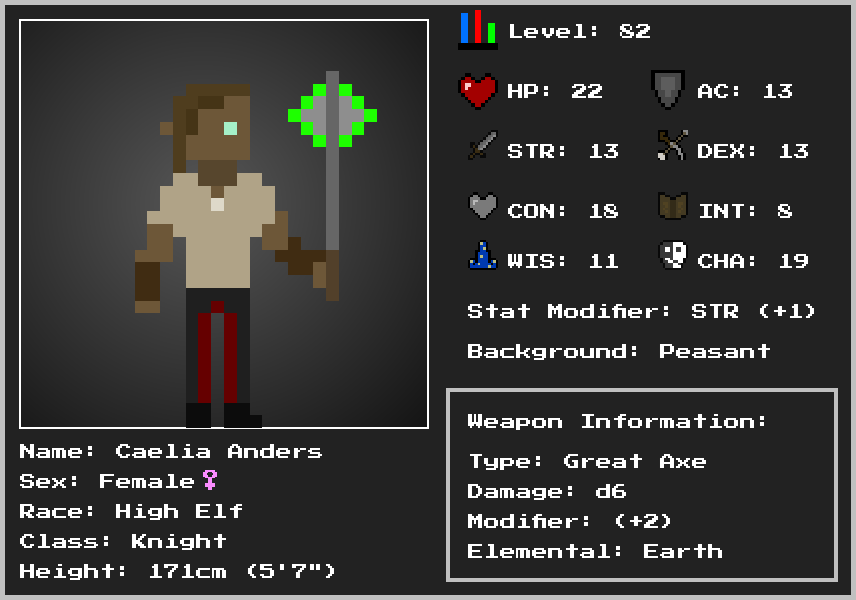 Level: 82
HP: 22
AC: 13
STR: 13
DEX: 13
CON: 18
INT: 8
WIS: 11
CHA: 19
Stat Modifier: STR (+1)
Background: Peasant
Weapon Information:
Type: Great Axe
Damage: d6
Modifier: (+2)
Elemental: Earth
Name: Caelia Anders
Sex: Female♀
Race: High Elf
Class: Knight
Height: 171cm (5'7")